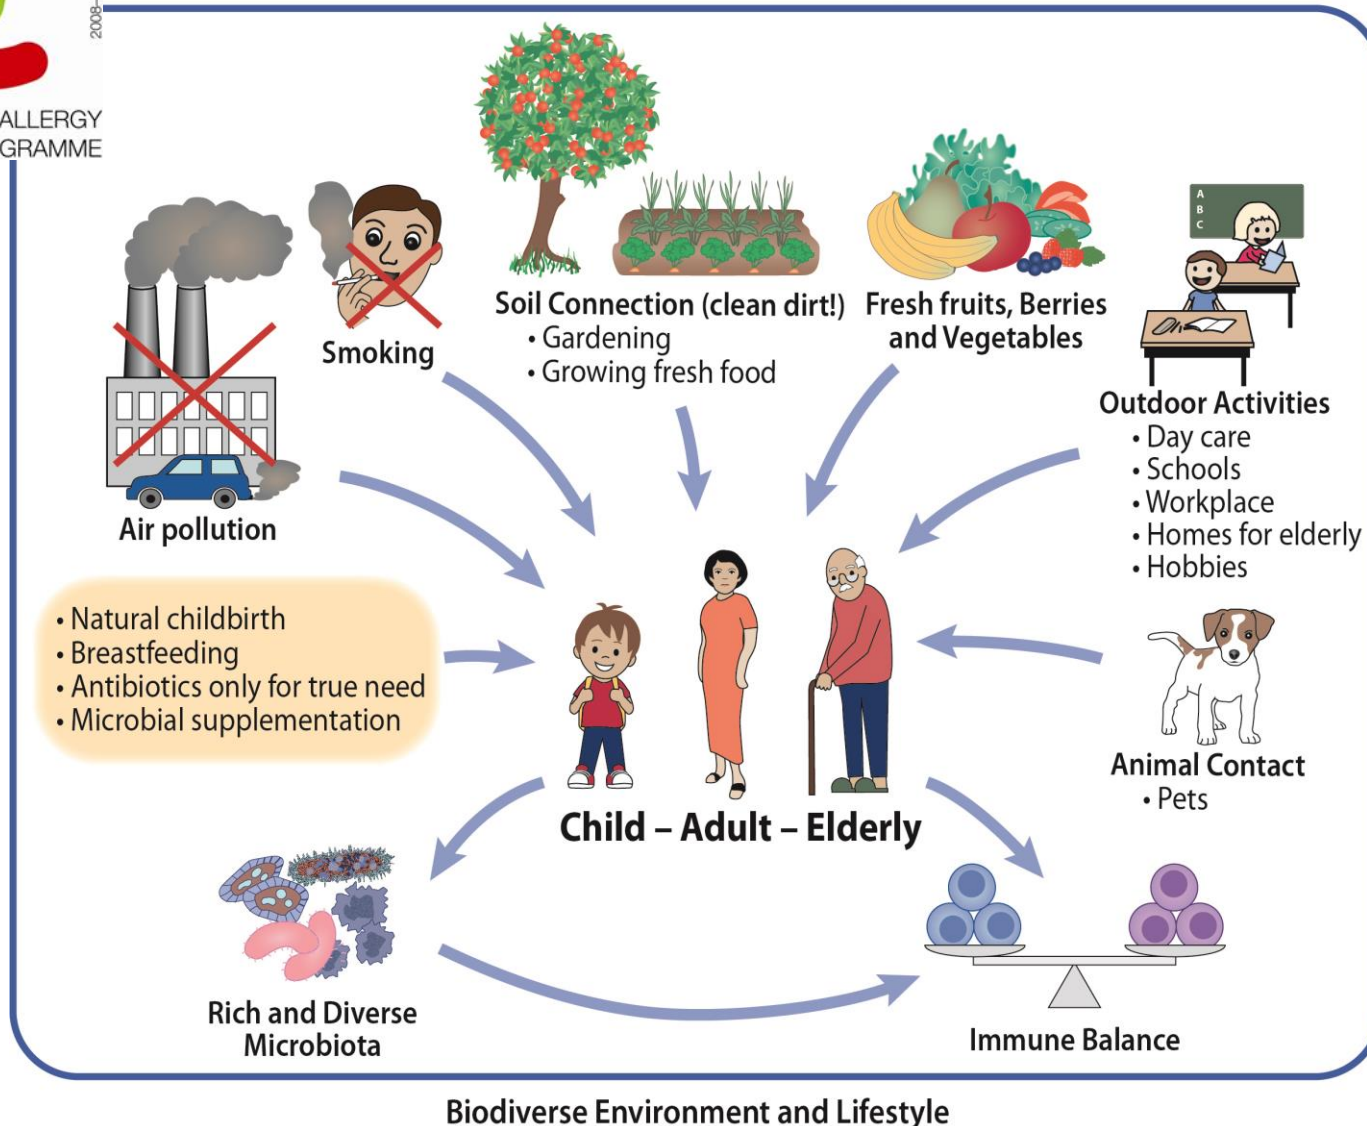 2008-
ALLERGY
GRAMME
A
B
C
Smoking
Air pollution
Soil Connection (clean dirt!)
• Gardening
• Growing fresh food
Fresh fruits, Berries
and Vegetables
Outdoor Activities
• Day care
• Schools
• Workplace
• Homes for elderly
• Hobbies
• Natural childbirth
• Breastfeeding
• Antibiotics only for true need
• Microbial supplementation
Animal Contact
• Pets
Child – Adult – Elderly
Rich and Diverse
Microbiota
Immune Balance
Biodiverse Environment and Lifestyle